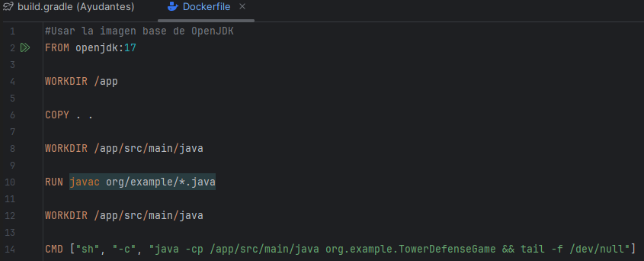 build.gradle (Ayudantes) Dockerfile
1 #Usar la imagen base de OpenJDK
2 FROM openjdk:17
3
4 WORKDIR /app
5
6 COPY . .
7
8 WORKDIR /app/src/main/java
9
10 RUN javac org/example/*.java
11
12 WORKDIR /app/src/main/java
13
14 CMD ["sh", "-c", "java -cp /app/src/main/java org.example.TowerDefenseGame && tail -f /dev/null"]